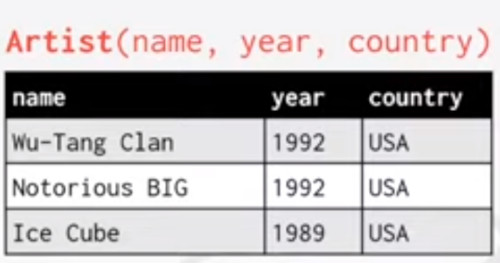 Artist(name, year, country)
name year country
Wu-Tang Clan 1992 USA
Notorious BIG 1992 USA
Ice Cube 1989 USA